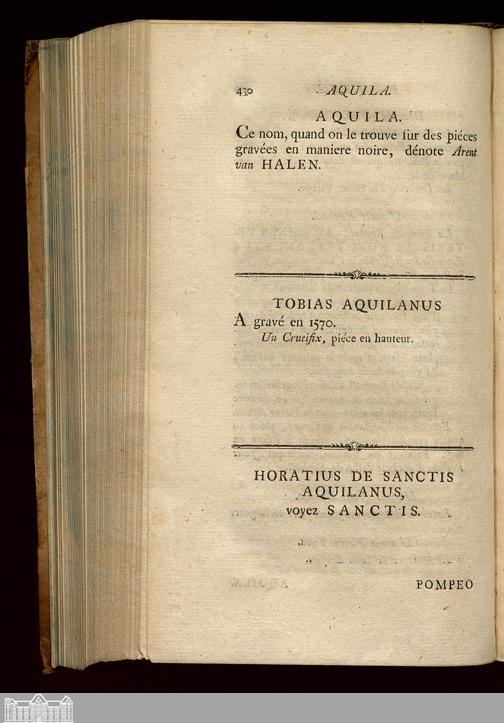 430 AQUILA.
AQUILA.
Ce nom, quand on le trouve sur des piéces
gravées en maniere noire, dénote Arent
van HALEN.
TOBIAS AQUILANUS
A gravé en 1570.
Un Crucifix, piéce en hauteur.
HORATIUS DE SANCTIS
AQUILANUS,
voyez SANCTIS.
POMPEO